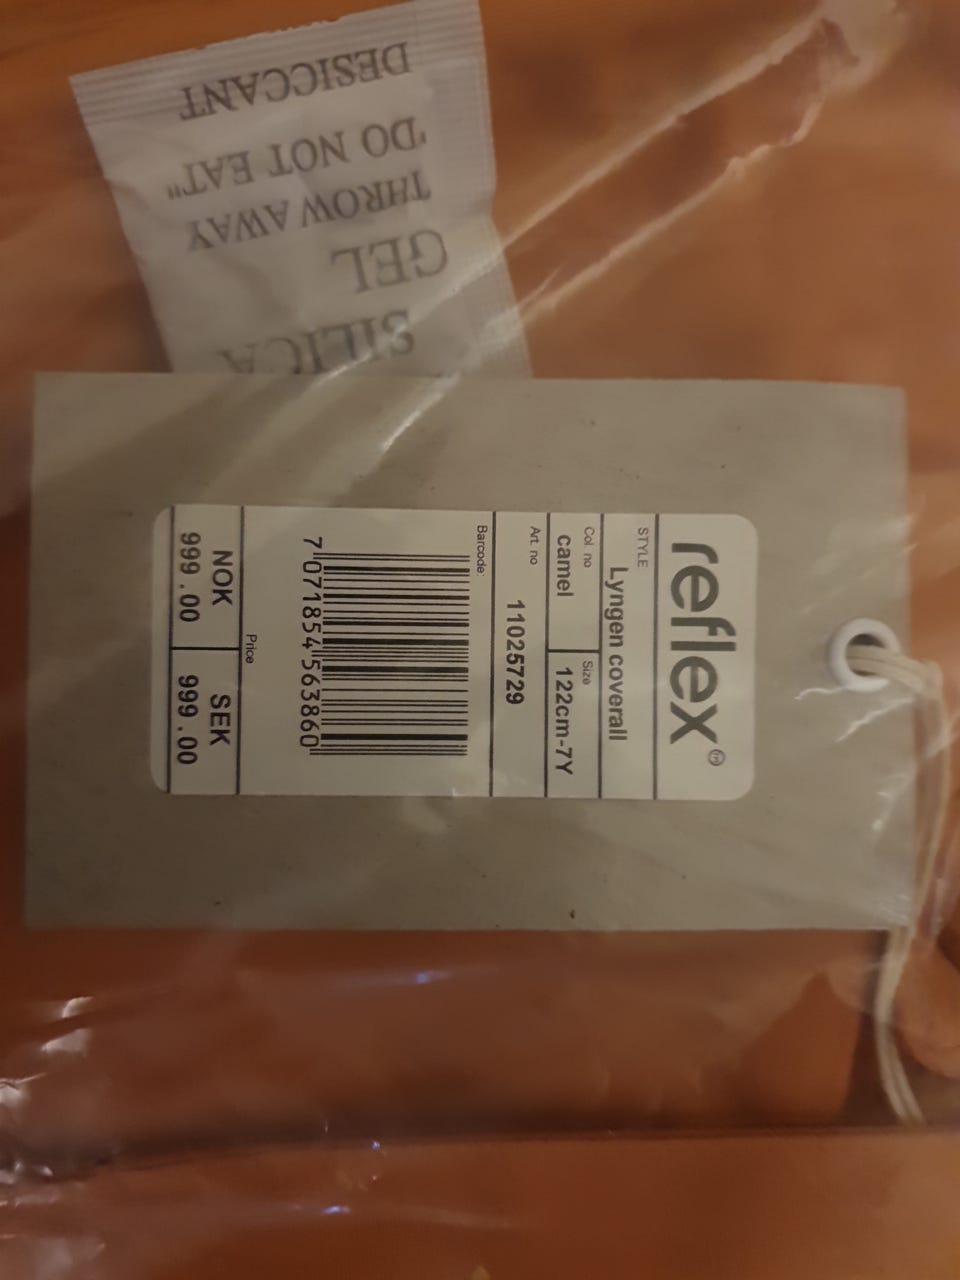 reflex®
STYLE
Lyngen coverall
Col no
camel
Size
122cm-7Y
Art. no
11025729
Barcode:
7 071854 563860
Price
NOK
999.00
SEK
999.00
SILICA
GEL
THROW AWAY
"DO NOT EAT"
DESICCANT